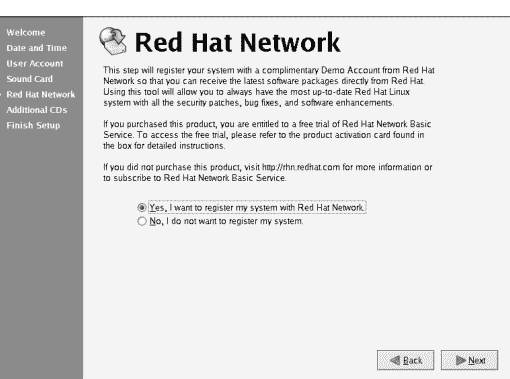 Welcome
Date and Time
User Account
Sound Card
Red Hat Network
Additional CDs
Finish Setup
Red Hat Network
This step will register your system with a complimentary Demo Account from Red Hat
Network so that you can receive the latest software packages directly from Red Hat.
Using this tool will allow you to always have the most up-to-date Red Hat Linux
system with all the security patches, bug fixes, and software enhancements.
If you purchased this product, you are entitled to a free trial of Red Hat Network Basic
Service. To access the free trial, please refer to the product activation card found in
the box for detailed instructions.
If you did not purchase this product, visit http://rhn.redhat.com for more information or
to subscribe to Red Hat Network Basic Service.
Yes, I want to register my system with Red Hat Network.
No, I do not want to register my system.
Back
Next